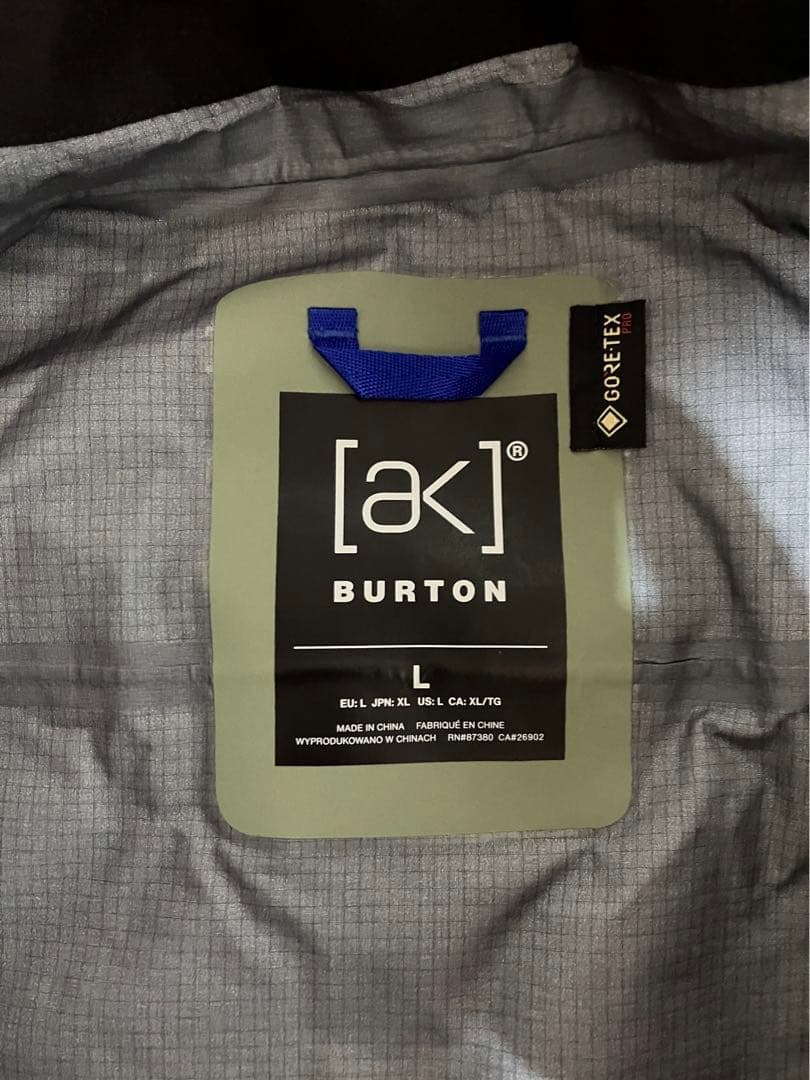 GORE-TEX
PRO
[ak]®
BURTON
L
EU: L JPN: XL US: L CA: XL/TG
MADE IN CHINA FABRIQUÉ EN CHINE
WYPRODUKOWANO W CHINACH RN#87380 CA#26902